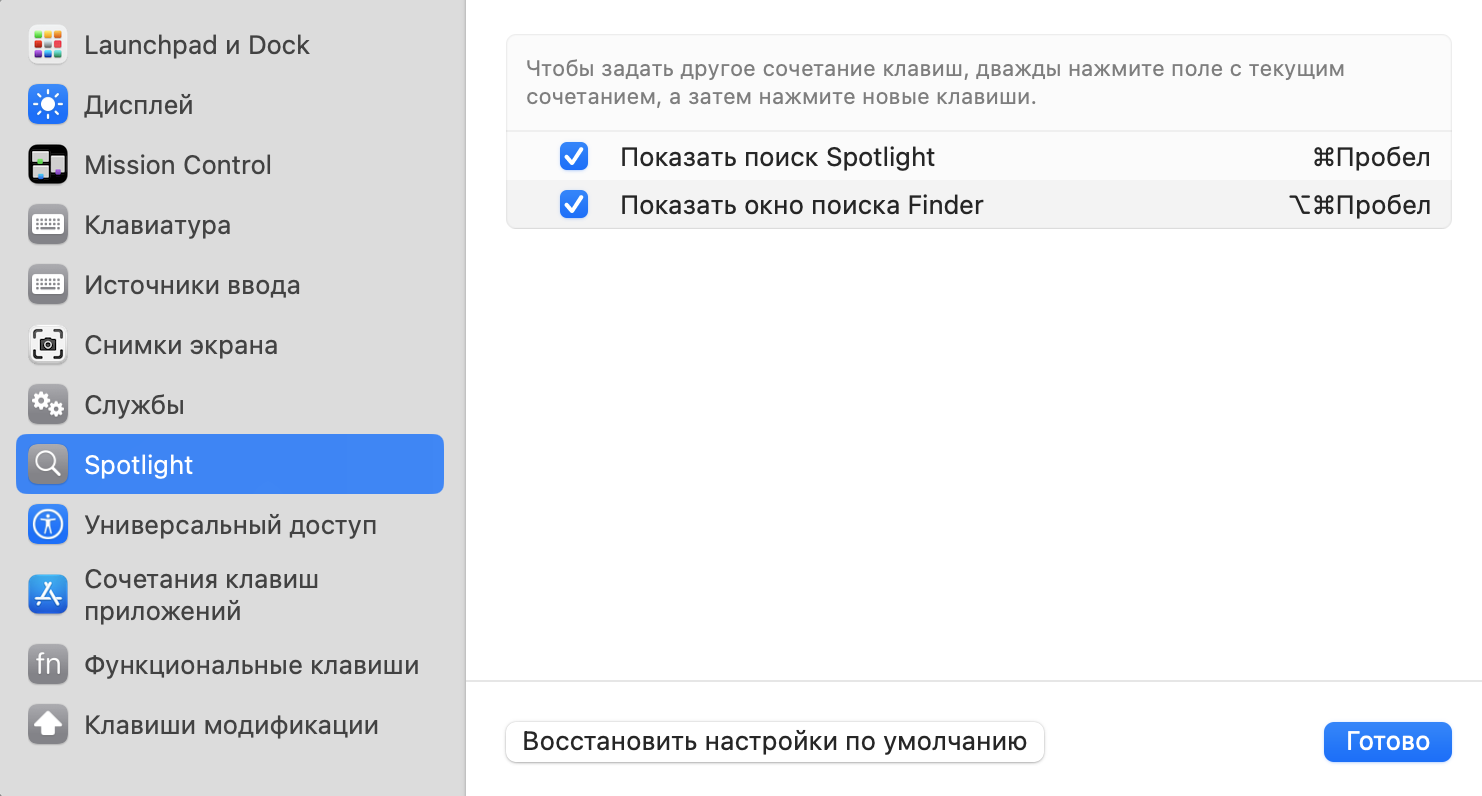 Launchpad и Dock
Дисплей
Mission Control
Клавиатура
Источники ввода
Снимки экрана
Службы
Spotlight
Универсальный доступ
Сочетания клавиш
приложений
fn Функциональные клавиши
Клавиши модификации
Чтобы задать другое сочетание клавиш, дважды нажмите поле с текущим
сочетанием, а затем нажмите новые клавиши.
Показать поиск Spotlight ⌘Пробел
Показать окно поиска Finder ⌥⌘Пробел
Восстановить настройки по умолчанию
Готово